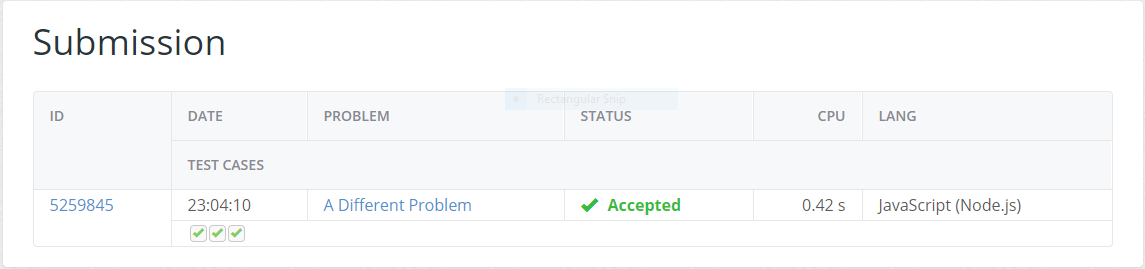 Submission
Rectangular Snip
ID DATE PROBLEM STATUS CPU LANG
TEST CASES
5259845 23:04:10 A Different Problem Accepted 0.42 s JavaScript (Node.js)